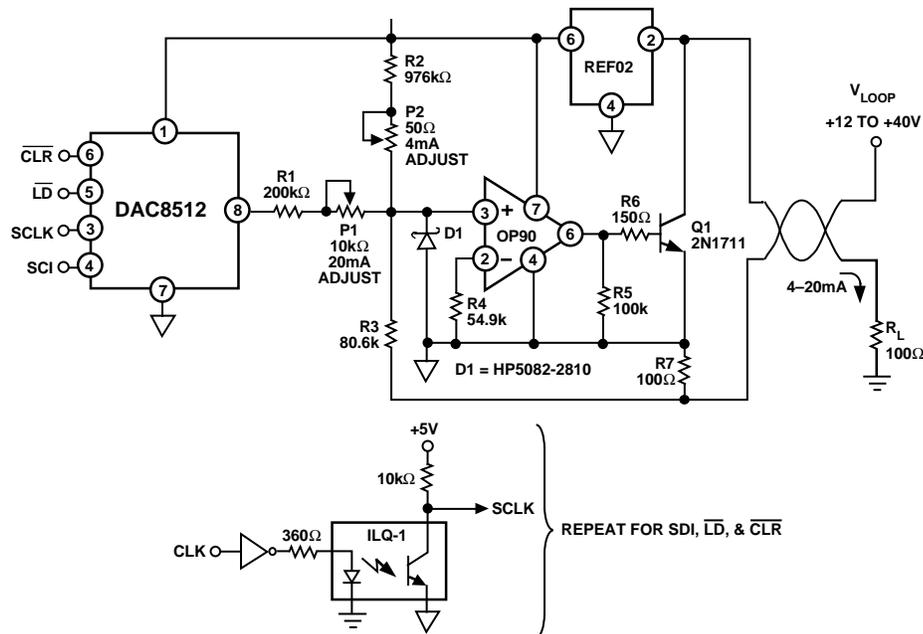 6
2
REF02
4
R2
976kΩ
P2
50Ω
4mA
ADJUST
VLOOP
+12 TO +40V
1
CLR
6
LD
5
SCLK
3
SCI
4
DAC8512
8
7
R1
200kΩ
P1
10kΩ
20mA
ADJUST
D1
3
+
7
OP90
6
2
–
4
R4
54.9k
R6
150Ω
Q1
2N1711
R5
100k
R3
80.6k
D1 = HP5082-2810
R7
100Ω
4–20mA
RL
100Ω
+5V
10kΩ
SCLK
CLK
360Ω
ILQ-1
REPEAT FOR SDI, LD, & CLR